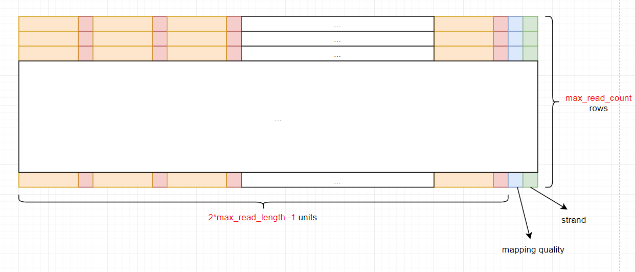 ...
...
...
...
...
max_read_count
rows
2*max_read_length-1 units
strand
mapping quality